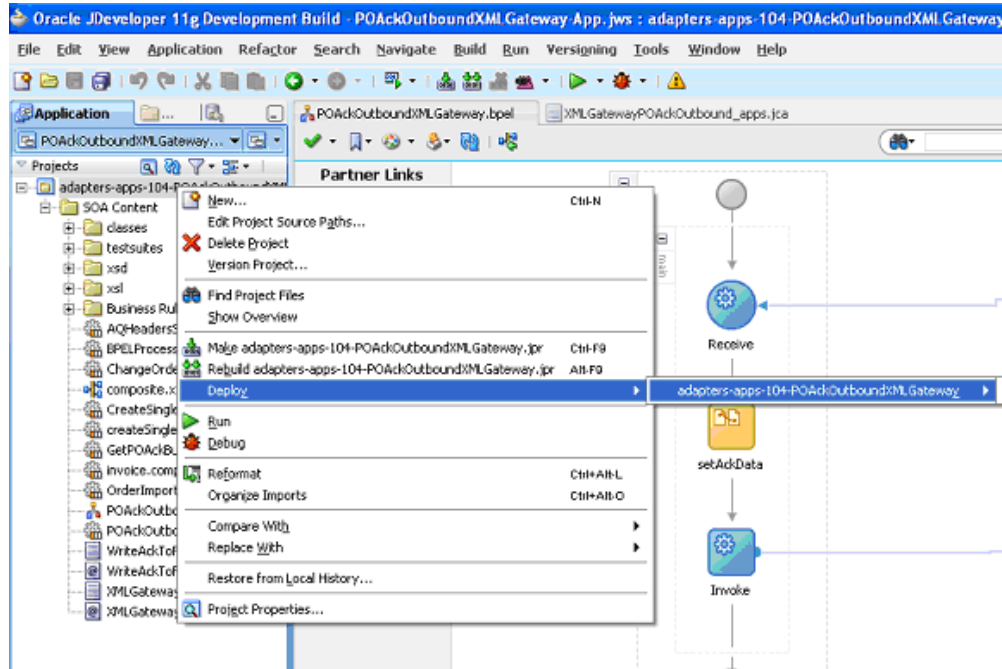 Oracle JDeveloper 11g Development Build - POAckOutboundXMLGateway-App.jws : adapters-apps-104-POAckOutboundXMLGateway
File Edit View Application Refactor Search Navigate Build Run Versioning Tools Window Help
Application
POAckOutboundXMLGateway.bpel
XMLGatewayPOAckOutbound_apps.jca
POAckOutboundXMLGateway...
Projects
Partner Links
adapters-apps-104-POAckOutboundXML
SOA Content
classes
testsuites
xsd
xsl
Business Rul
AQHeadersS
BPELProcess
ChangeOrde
composite.x
CreateSingle
createSingle
GetPOAckBu
invoice.comp
OrderImport
POAckOutbo
POAckOutbo
WriteAckToF
WriteAckToF
XMLGateway
XMLGateway
New... Ctrl-N
Edit Project Source Paths...
Delete Project
Version Project...
Find Project Files
Show Overview
Make adapters-apps-104-POAckOutboundXMLGateway.jpr Ctrl-F9
Rebuild adapters-apps-104-POAckOutboundXMLGateway.jpr Alt-F9
Deploy
adapters-apps-104-POAckOutboundXMLGateway
Run
Debug
Reformat Ctrl+Alt-L
Organize Imports Ctrl+Alt-O
Compare With
Replace With
Restore from Local History...
Project Properties...
main
Receive
setAckData
Invoke